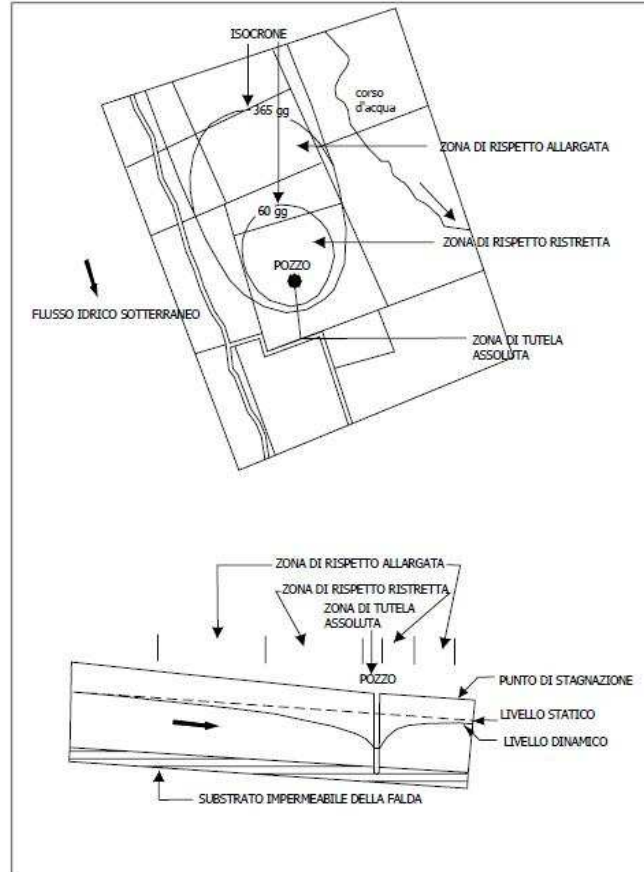 ISOCRONE
corso
d'acqua
365 gg
ZONA DI RISPETTO ALLARGATA
60 gg
ZONA DI RISPETTO RISTRETTA
POZZO
FLUSSO IDRICO SOTTERRANEO
ZONA DI TUTELA
ASSOLUTA
ZONA DI RISPETTO ALLARGATA
ZONA DI RISPETTO RISTRETTA
ZONA DI TUTELA
ASSOLUTA
POZZO
PUNTO DI STAGNAZIONE
LIVELLO STATICO
LIVELLO DINAMICO
SUBSTRATO IMPERMEABILE DELLA FALDA